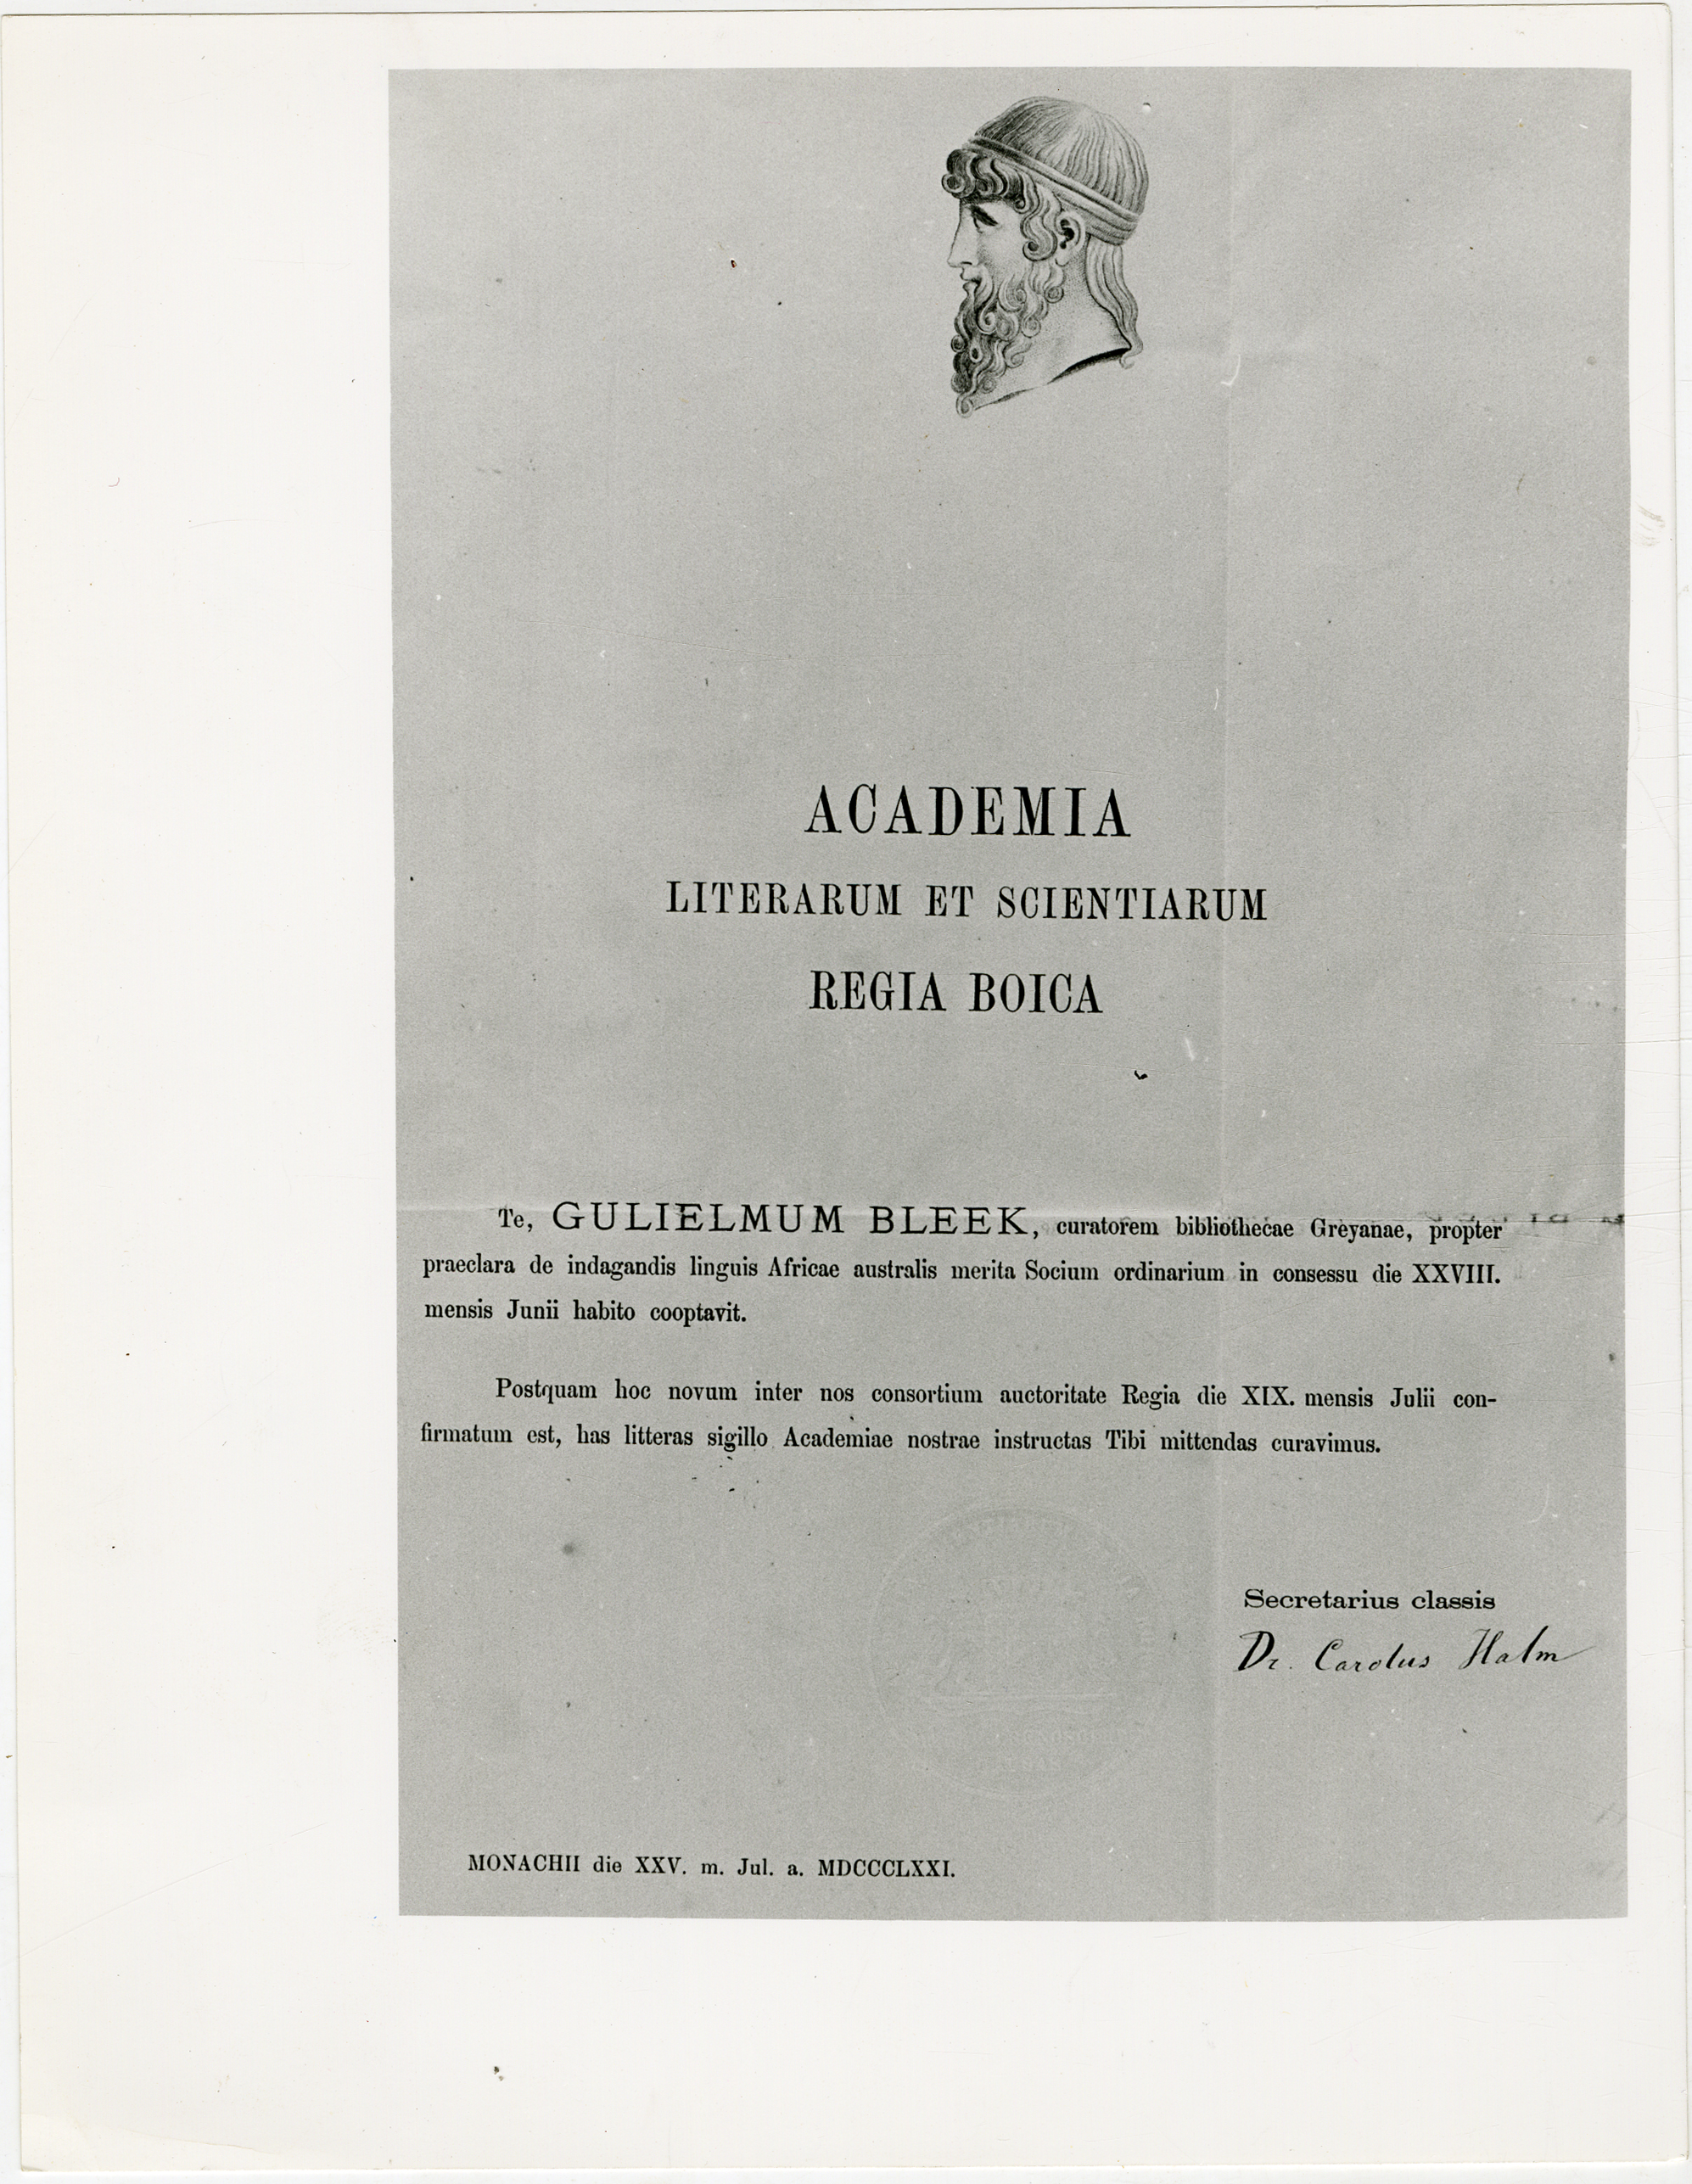 ACADEMIA
LITERARUM ET SCIENTIARUM
REGIA BOICA
Te, GULIELMUM BLEEK, curatorem bibliothecae Greyanae, propter
praeclara de indagandis linguis Africae australis merita Socium ordinarium in consessu die XXVIII.
mensis Junii habito cooptavit.
Postquam hoc novum inter nos consortium auctoritate Regia die XIX. mensis Julii con-
firmatum est, has litteras sigillo Academiae nostrae instructas Tibi mittendas curavimus.
Secretarius classis
Dr. Carolus Halm
MONACHII die XXV. m. Jul. a. MDCCCLXXI.